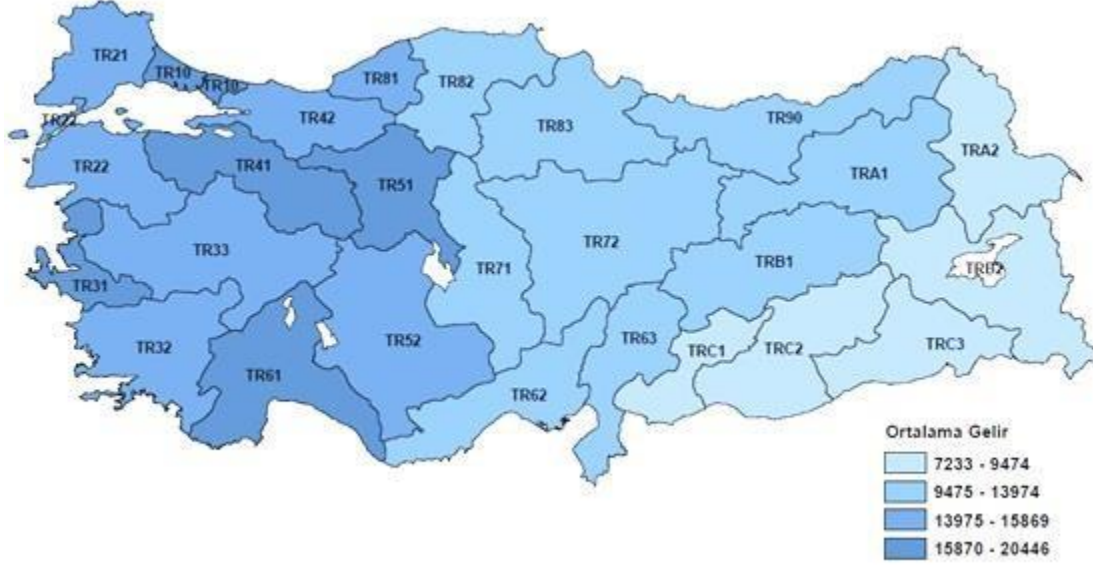 TR21
TR10
TR10
TR81
TR82
TR22
TR42
TR83
TR90
TR22
TR41
TR51
TRA1
TRA2
TR33
TR72
TR71
TRB1
TRB2
TR31
TR32
TR52
TR61
TR63
TRC1
TRC2
TRC3
TR62
Ortalama Gelir
7233 - 9474
9475 - 13974
13975 - 15869
15870 - 20446